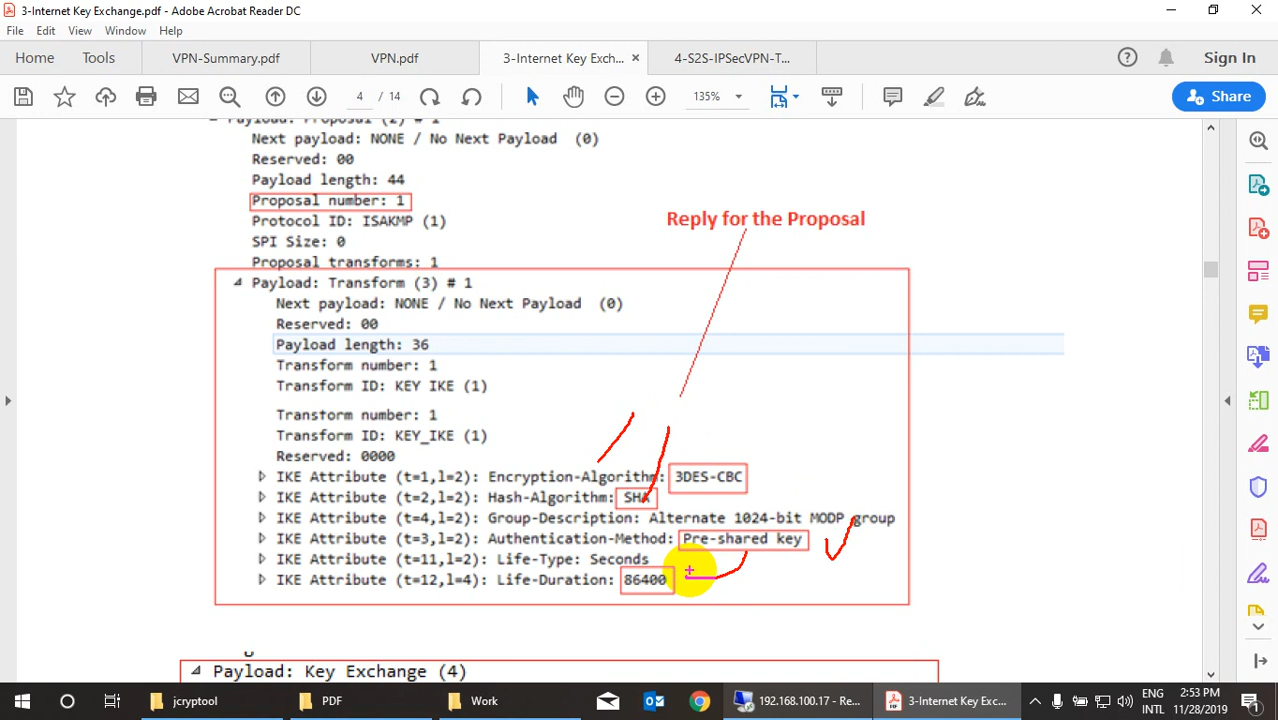 3-Internet Key Exchange.pdf - Adobe Acrobat Reader DC
File Edit View Window Help
Home Tools VPN-Summary.pdf VPN.pdf 3-Internet Key Exch... × 4-S2S-IPSecVPN-T... Sign In
4 / 14 135% Share
Payload: Proposal (2) # 1
Next payload: NONE / No Next Payload (0)
Reserved: 00
Payload length: 44
Proposal number: 1
Protocol ID: ISAKMP (1)
SPI Size: 0
Proposal transforms: 1
Reply for the Proposal
Payload: Transform (3) # 1
Next payload: NONE / No Next Payload (0)
Reserved: 00
Payload length: 36
Transform number: 1
Transform ID: KEY IKE (1)
Transform number: 1
Transform ID: KEY_IKE (1)
Reserved: 0000
IKE Attribute (t=1,l=2): Encryption-Algorithm: 3DES-CBC
IKE Attribute (t=2,l=2): Hash-Algorithm: SHA
IKE Attribute (t=4,l=2): Group-Description: Alternate 1024-bit MODP group
IKE Attribute (t=3,l=2): Authentication-Method: Pre-shared key
IKE Attribute (t=11,l=2): Life-Type: Seconds
IKE Attribute (t=12,l=4): Life-Duration: 86400
Payload: Key Exchange (4)
jcryptool PDF Work 192.168.100.17 - Re... 3-Internet Key Exc... ENG 2:53 PM
INTL 11/28/2019 1